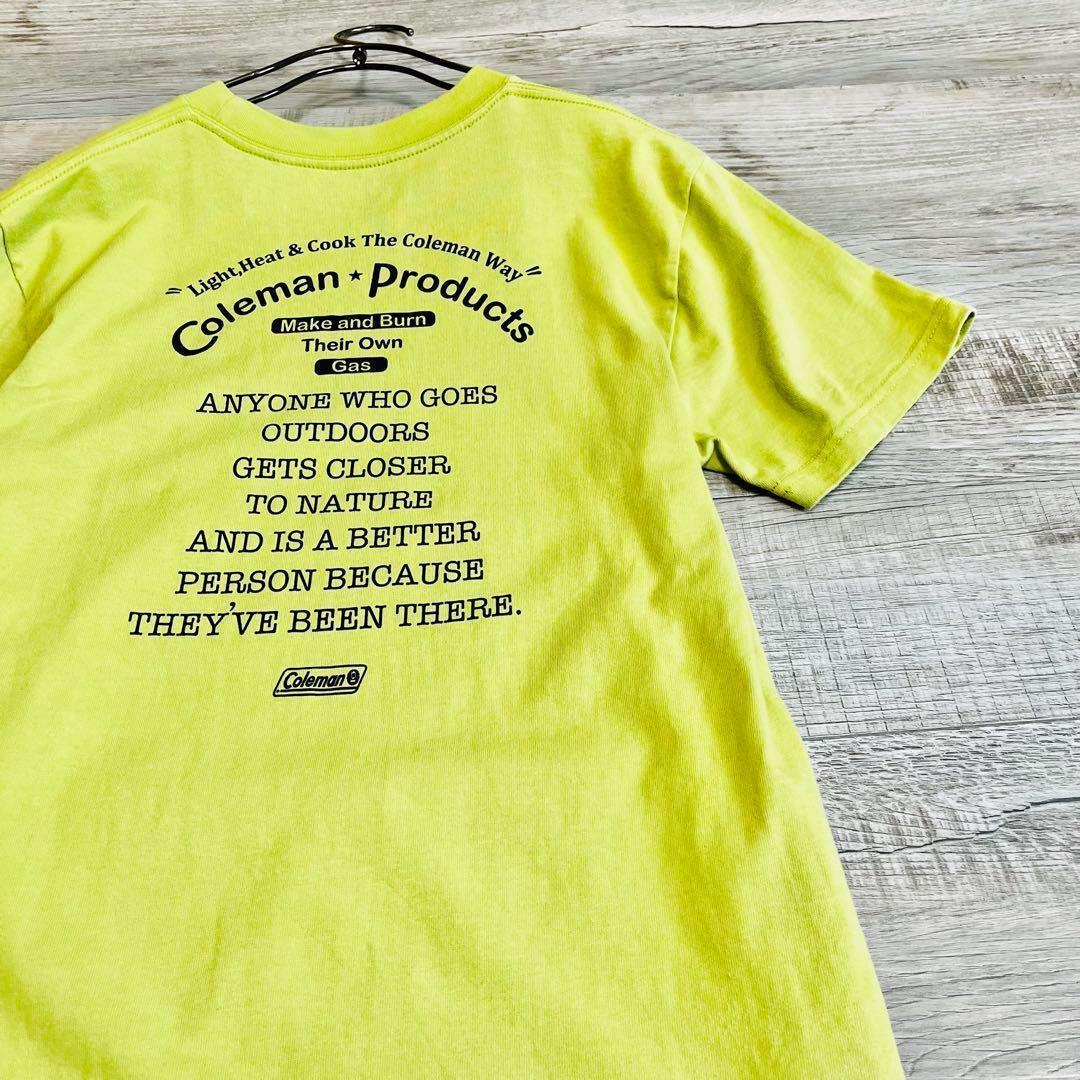 "Light,Heat & Cook The Coleman Way"
Coleman ★ Products
Make and Burn
Their Own
Gas
ANYONE WHO GOES
OUTDOORS
GETS CLOSER
TO NATURE
AND IS A BETTER
PERSON BECAUSE
THEY'VE BEEN THERE.
Coleman